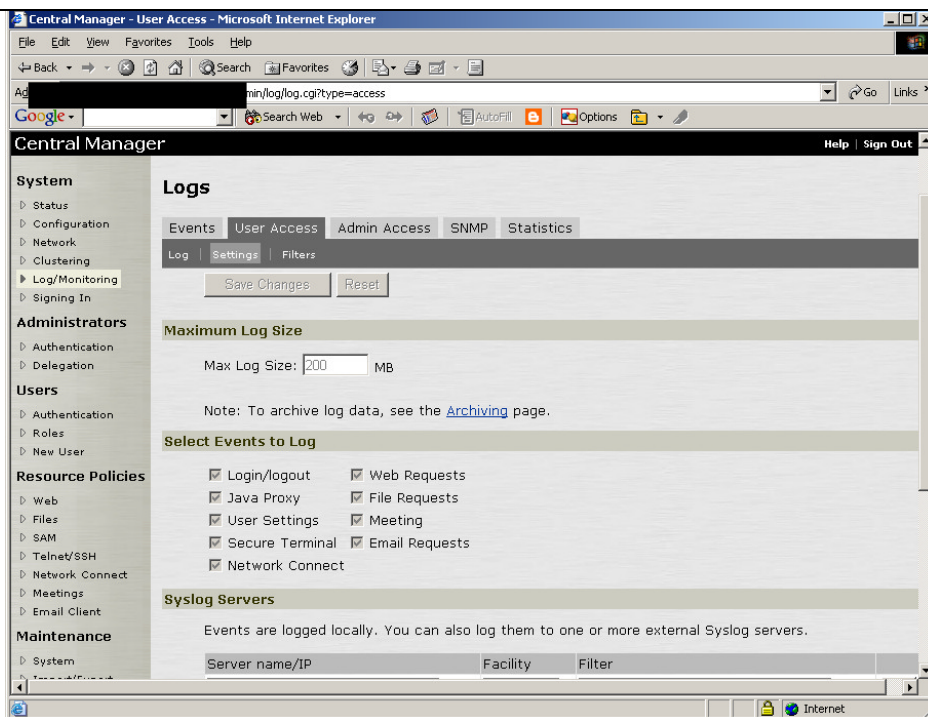 Central Manager - User Access - Microsoft Internet Explorer
File Edit View Favorites Tools Help
Back Search Favorites
Ad min/log/log.cgi?type=access Go Links »
Google Search Web AutoFill Options
Central Manager Help | Sign Out
System
Status
Configuration
Network
Clustering
Log/Monitoring
Signing In
Administrators
Authentication
Delegation
Users
Authentication
Roles
New User
Resource Policies
Web
Files
SAM
Telnet/SSH
Network Connect
Meetings
Email Client
Maintenance
System
Import/Export
Logs
Events User Access Admin Access SNMP Statistics
Log | Settings | Filters
Save Changes Reset
Maximum Log Size
Max Log Size: 200 MB
Note: To archive log data, see the Archiving page.
Select Events to Log
Login/logout Web Requests
Java Proxy File Requests
User Settings Meeting
Secure Terminal Email Requests
Network Connect
Syslog Servers
Events are logged locally. You can also log them to one or more external Syslog servers.
Server name/IP Facility Filter
Internet